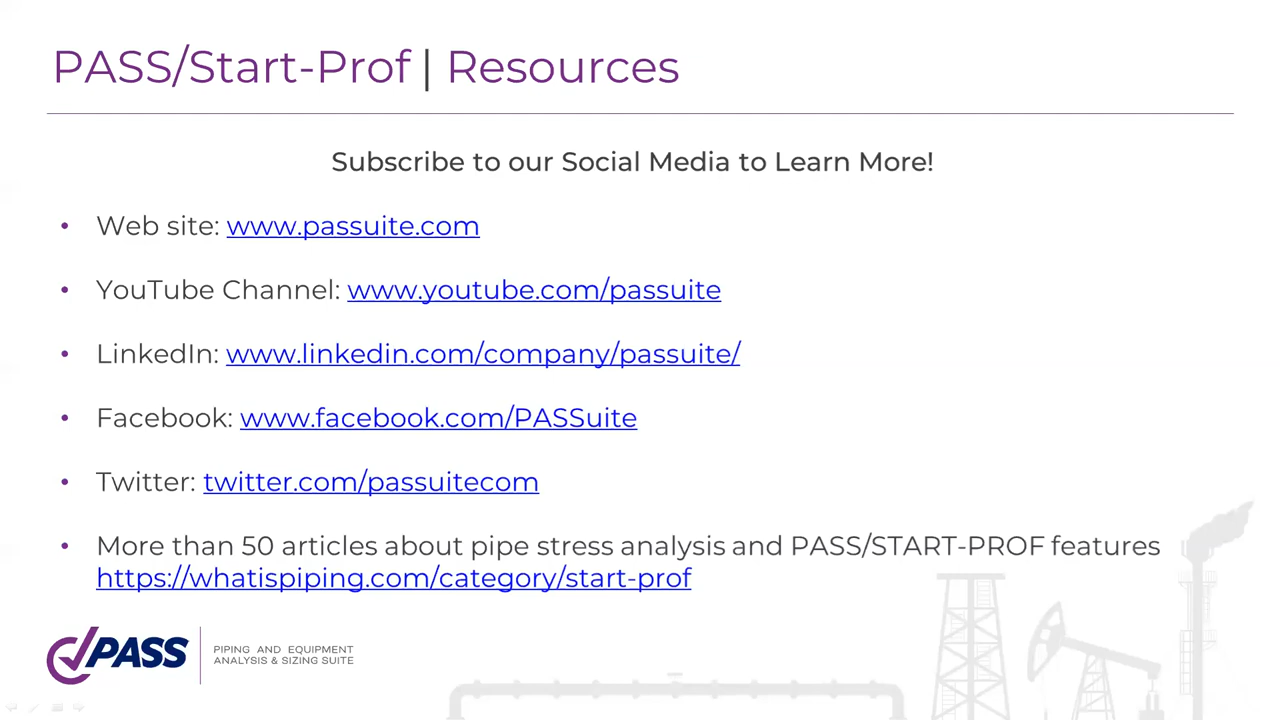 PASS/Start-Prof | Resources
Subscribe to our Social Media to Learn More!
• Web site: www.passuite.com
• YouTube Channel: www.youtube.com/passuite
• LinkedIn: www.linkedin.com/company/passuite/
• Facebook: www.facebook.com/PASSuite
• Twitter: twitter.com/passuitecom
• More than 50 articles about pipe stress analysis and PASS/START-PROF features
https://whatispiping.com/category/start-prof
PASS
PIPING AND EQUIPMENT
ANALYSIS & SIZING SUITE